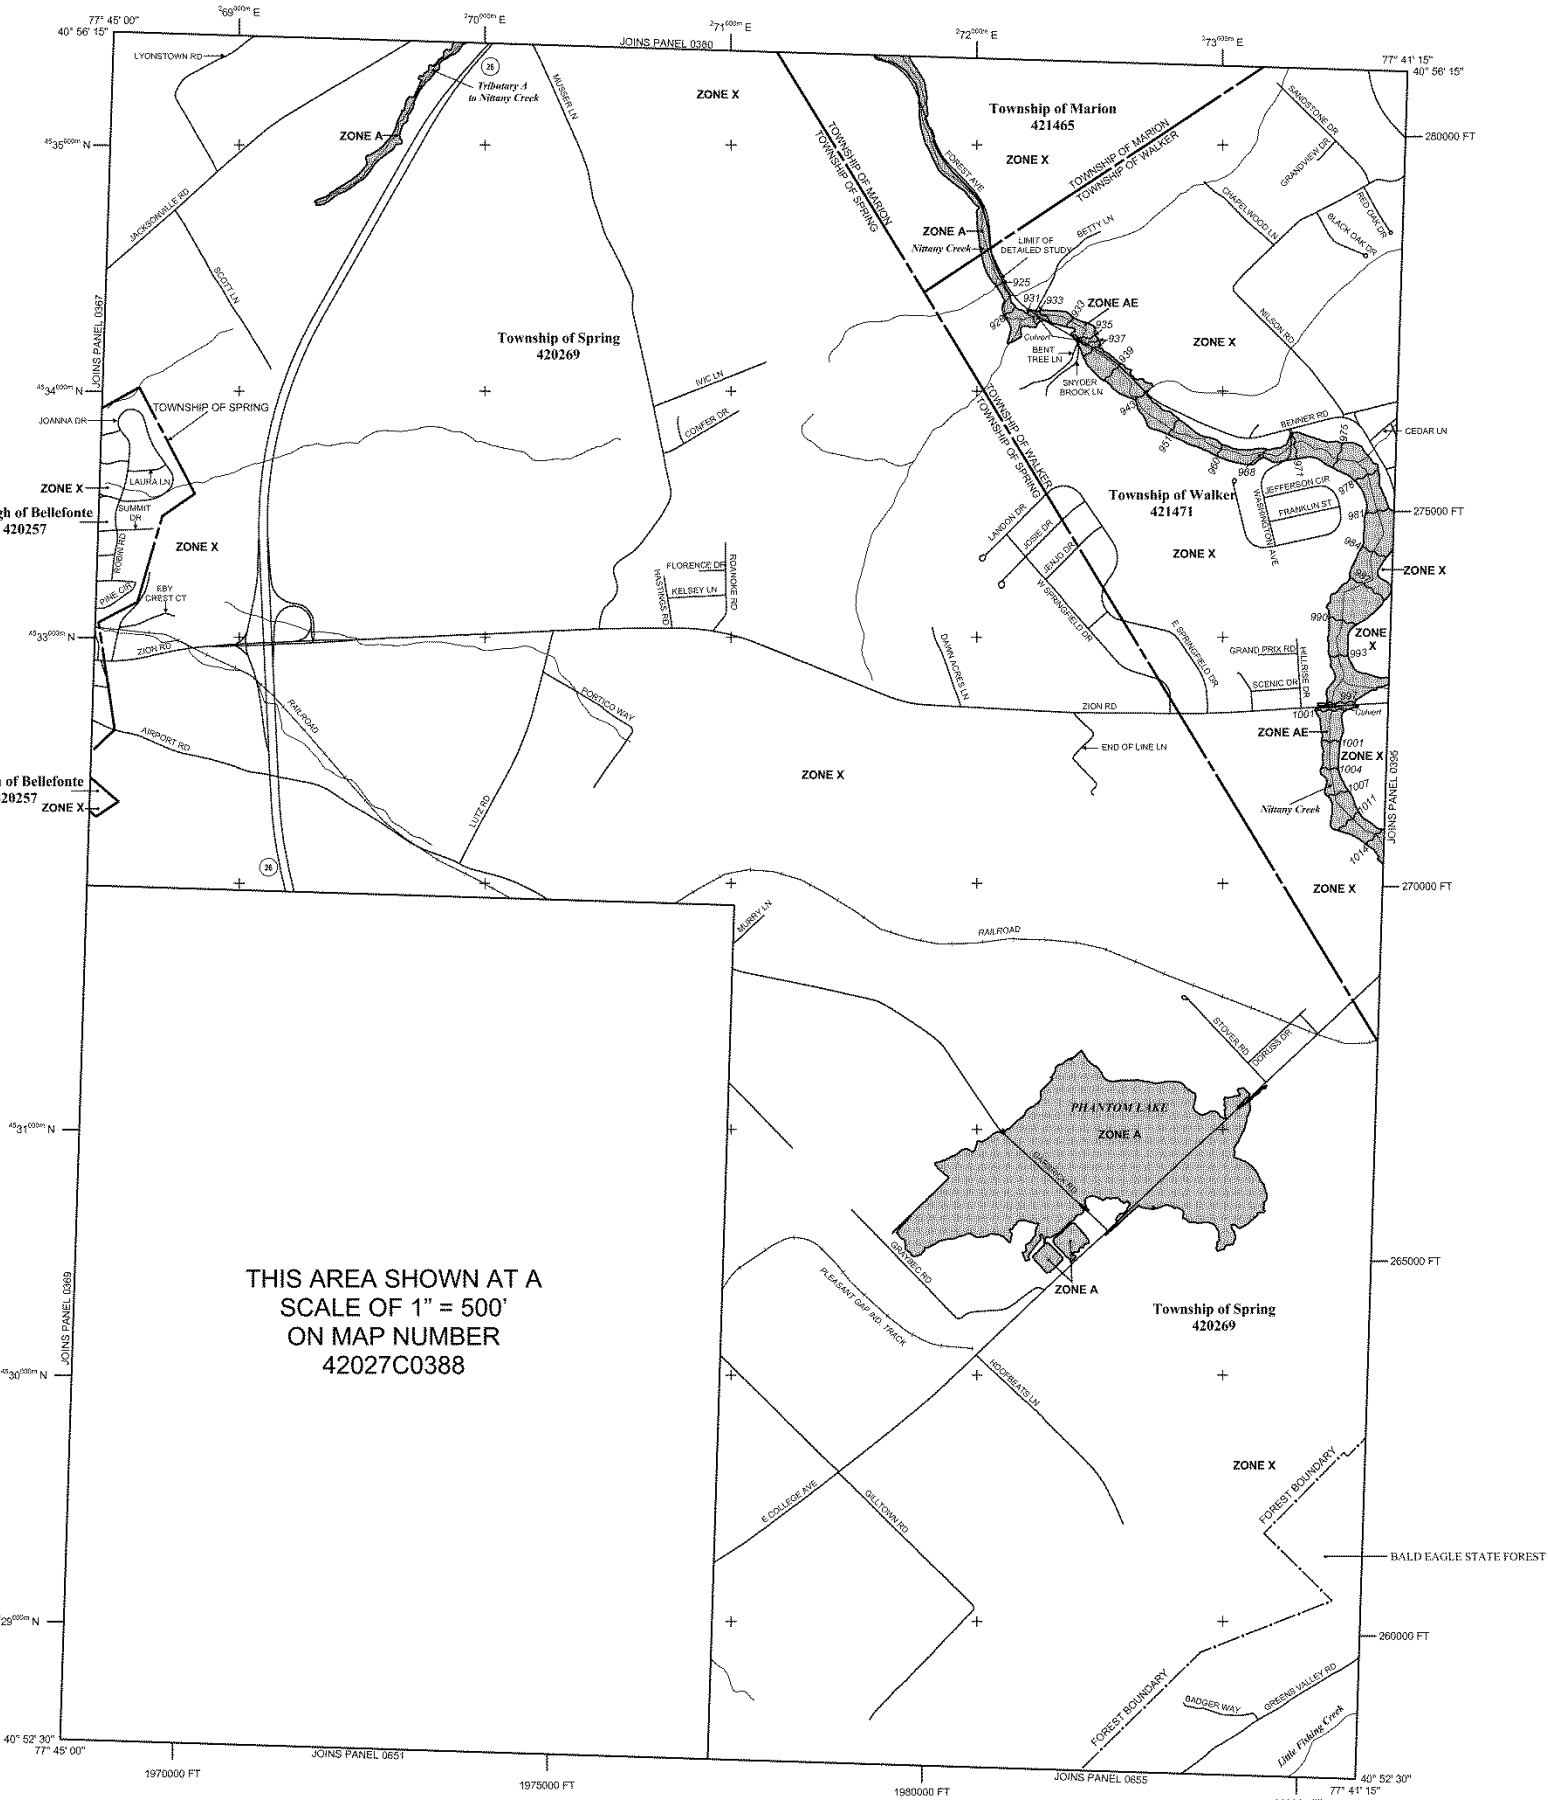 77° 45' 00"
²69⁰⁰⁰ᵐ E
²70⁰⁰⁰ᵐ E
²71⁰⁰⁰ᵐ E
²72⁰⁰⁰ᵐ E
²73⁰⁰⁰ᵐ E
77° 41' 15"
40° 56' 15"
JOINS PANEL 0380
40° 56' 15"
LYONSTOWN RD
26
Tributary A
to Nittany Creek
MUSSER LN
ZONE X
Township of Marion
421465
SANDSTONE DR
ZONE A
⁴⁵35⁰⁰⁰ᵐ N
280000 FT
TOWNSHIP OF MARION
TOWNSHIP OF SPRING
FOREST AVE
ZONE X
TOWNSHIP OF MARION
TOWNSHIP OF WALKER
GRANDVIEW DR
JACKSONVILLE RD
CHAPELWOOD LN
RED OAK DR
BLACK OAK DR
ZONE A
Nittany Creek
LIMIT OF
DETAILED STUDY
BETTY LN
SCOTT LN
JOINS PANEL 0367
925
928
931
933
933
935
937
939
943
ZONE AE
Culvert
BENT
TREE LN
SNYDER
BROOK LN
ZONE X
NILSON RD
Township of Spring
420269
⁴⁵34⁰⁰⁰ᵐ N
IVIC LN
CONFER DR
JOANNA DR
TOWNSHIP OF SPRING
TOWNSHIP OF WALKER
TOWNSHIP OF SPRING
BENNER RD
CEDAR LN
951
960
968
971
975
978
981
984
987
990
993
997
ZONE X
LAURA LN
SUMMIT
DR
gh of Bellefonte
420257
ROBIN RD
ZONE X
PINE CIR
EBY
CREST CT
Township of Walker
421471
JEFFERSON CIR
FRANKLIN ST
WASHINGTON AVE
275000 FT
LANDON DR
JOSIE DR
JENJO DR
W SPRINGFIELD DR
E SPRINGFIELD DR
ZONE X
ZONE X
FLORENCE DR
KELSEY LN
HASTINGS RD
ROANOKE RD
⁴⁵33⁰⁰⁰ᵐ N
ZION RD
DAWN ACRES LN
GRAND PRIX RD
SCENIC DR
HILLRISE DR
ZONE
X
RAILROAD
PORTICO WAY
ZION RD
1001
Culvert
AIRPORT RD
END OF LINE LN
ZONE AE
1001
ZONE X
1004
1007
1011
1014
Nittany Creek
JOINS PANEL 0395
of Bellefonte
20257
ZONE X
LUTZ RD
ZONE X
26
ZONE X
270000 FT
MURRY LN
RAILROAD
STOVER RD
DORUSS DR
PHANTOM LAKE
ZONE A
⁴⁵31⁰⁰⁰ᵐ N
GRAYBEC RD
PLEASANT GAP IND. TRACK
ZONE A
265000 FT
THIS AREA SHOWN AT A
SCALE OF 1" = 500'
ON MAP NUMBER
42027C0388
JOINS PANEL 0369
Township of Spring
420269
⁴⁵30⁰⁰⁰ᵐ N
HOOFBEATS LN
ZONE X
E COLLEGE AVE
GILLTOWN RD
FOREST BOUNDARY
BALD EAGLE STATE FOREST
29⁰⁰⁰ᵐ N
260000 FT
FOREST BOUNDARY
BADGER WAY
GREENS VALLEY RD
Little Fishing Creek
40° 52' 30"
77° 45' 00"
JOINS PANEL 0651
JOINS PANEL 0655
40° 52' 30"
77° 41' 15"
1970000 FT
1975000 FT
1980000 FT